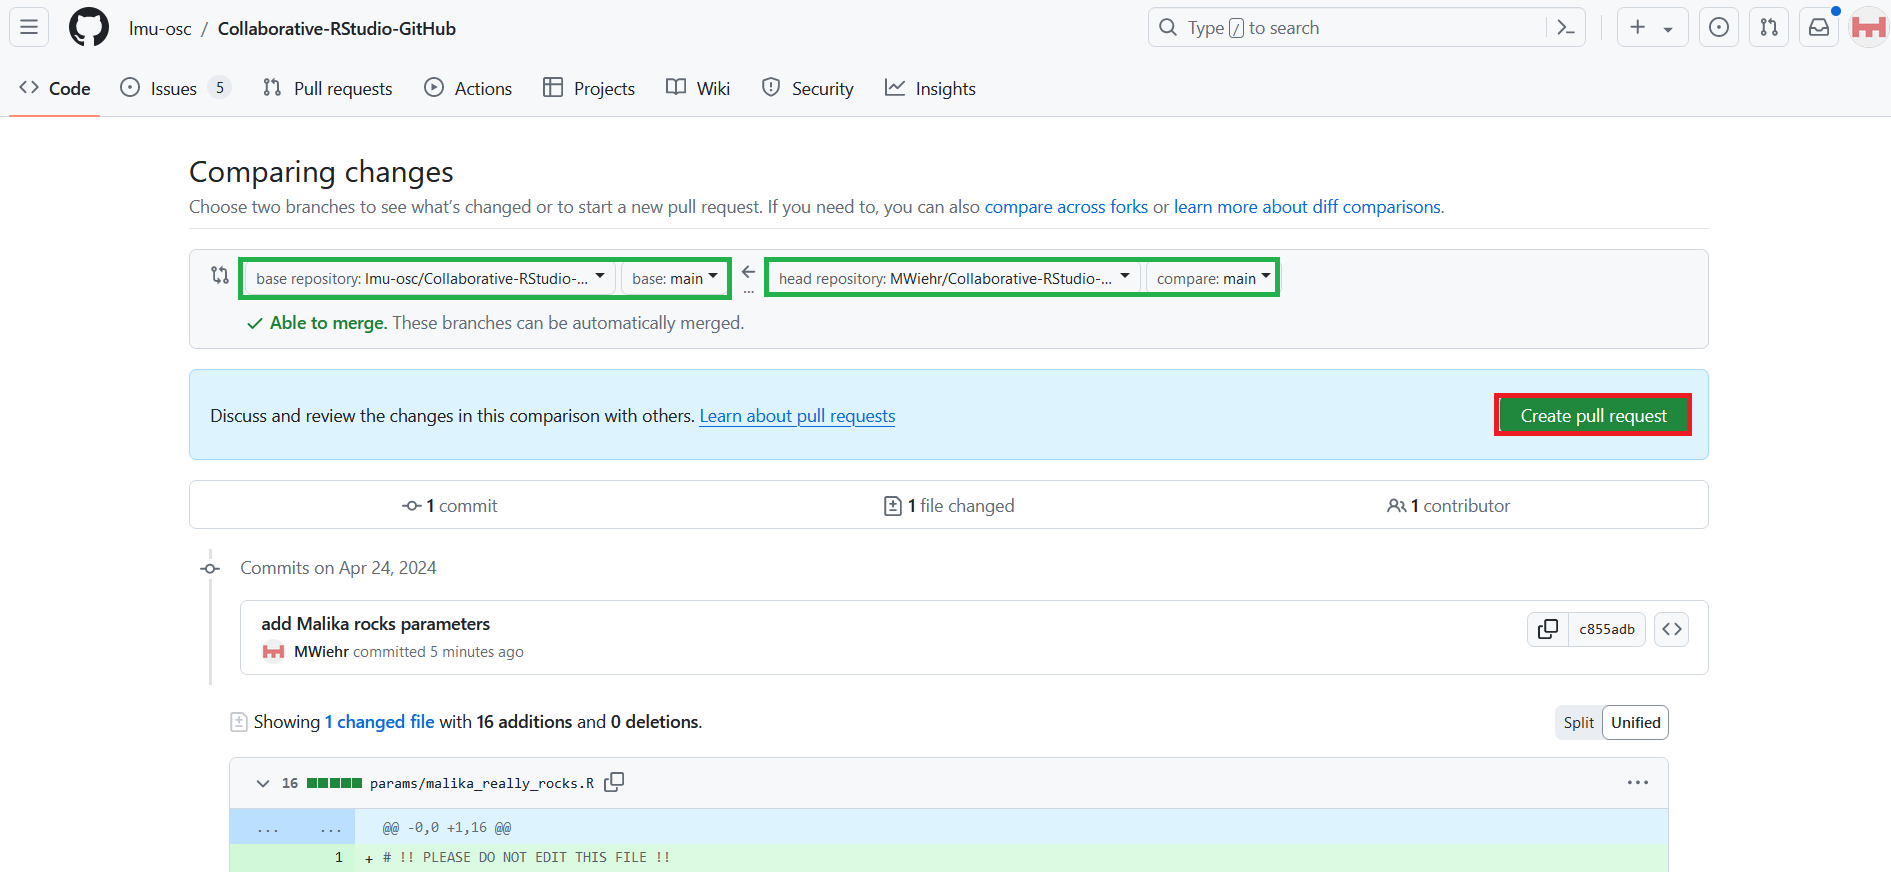 lmu-osc / Collaborative-RStudio-GitHub
Type / to search
Code Issues 5 Pull requests Actions Projects Wiki Security Insights
Comparing changes
Choose two branches to see what's changed or to start a new pull request. If you need to, you can also compare across forks or learn more about diff comparisons.
base repository: lmu-osc/Collaborative-RStudio-... base: main ... head repository: MWiehr/Collaborative-RStudio-... compare: main
Able to merge. These branches can be automatically merged.
Discuss and review the changes in this comparison with others. Learn about pull requests Create pull request
1 commit 1 file changed 1 contributor
Commits on Apr 24, 2024
add Malika rocks parameters
MWiehr committed 5 minutes ago
c855adb
Showing 1 changed file with 16 additions and 0 deletions.
Split Unified
16 params/malika_really_rocks.R
... ... @@ -0,0 +1,16 @@
1 + # !! PLEASE DO NOT EDIT THIS FILE !!